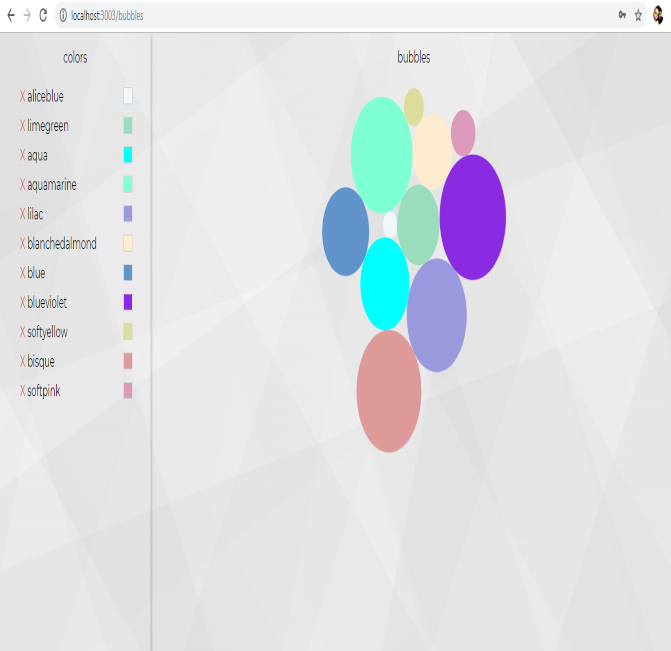 localhost:3003/bubbles
colors
bubbles
X aliceblue
X limegreen
X aqua
X aquamarine
X lilac
X blanchedalmond
X blue
X blueviolet
X softyellow
X bisque
X softpink